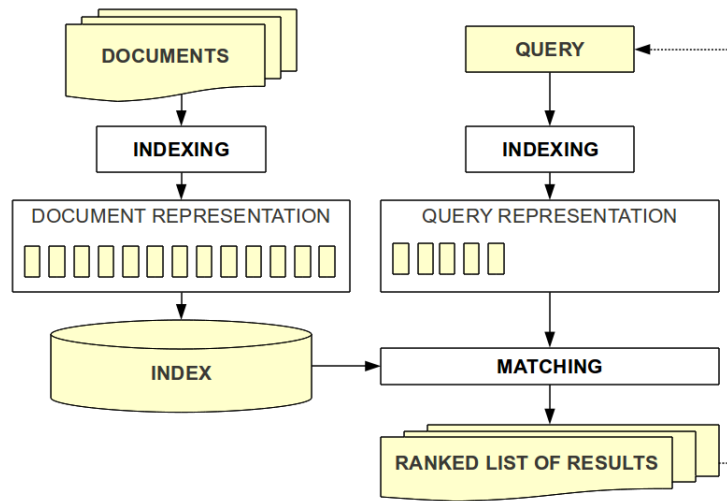 DOCUMENTS
QUERY
INDEXING
INDEXING
DOCUMENT REPRESENTATION
QUERY REPRESENTATION
INDEX
MATCHING
RANKED LIST OF RESULTS